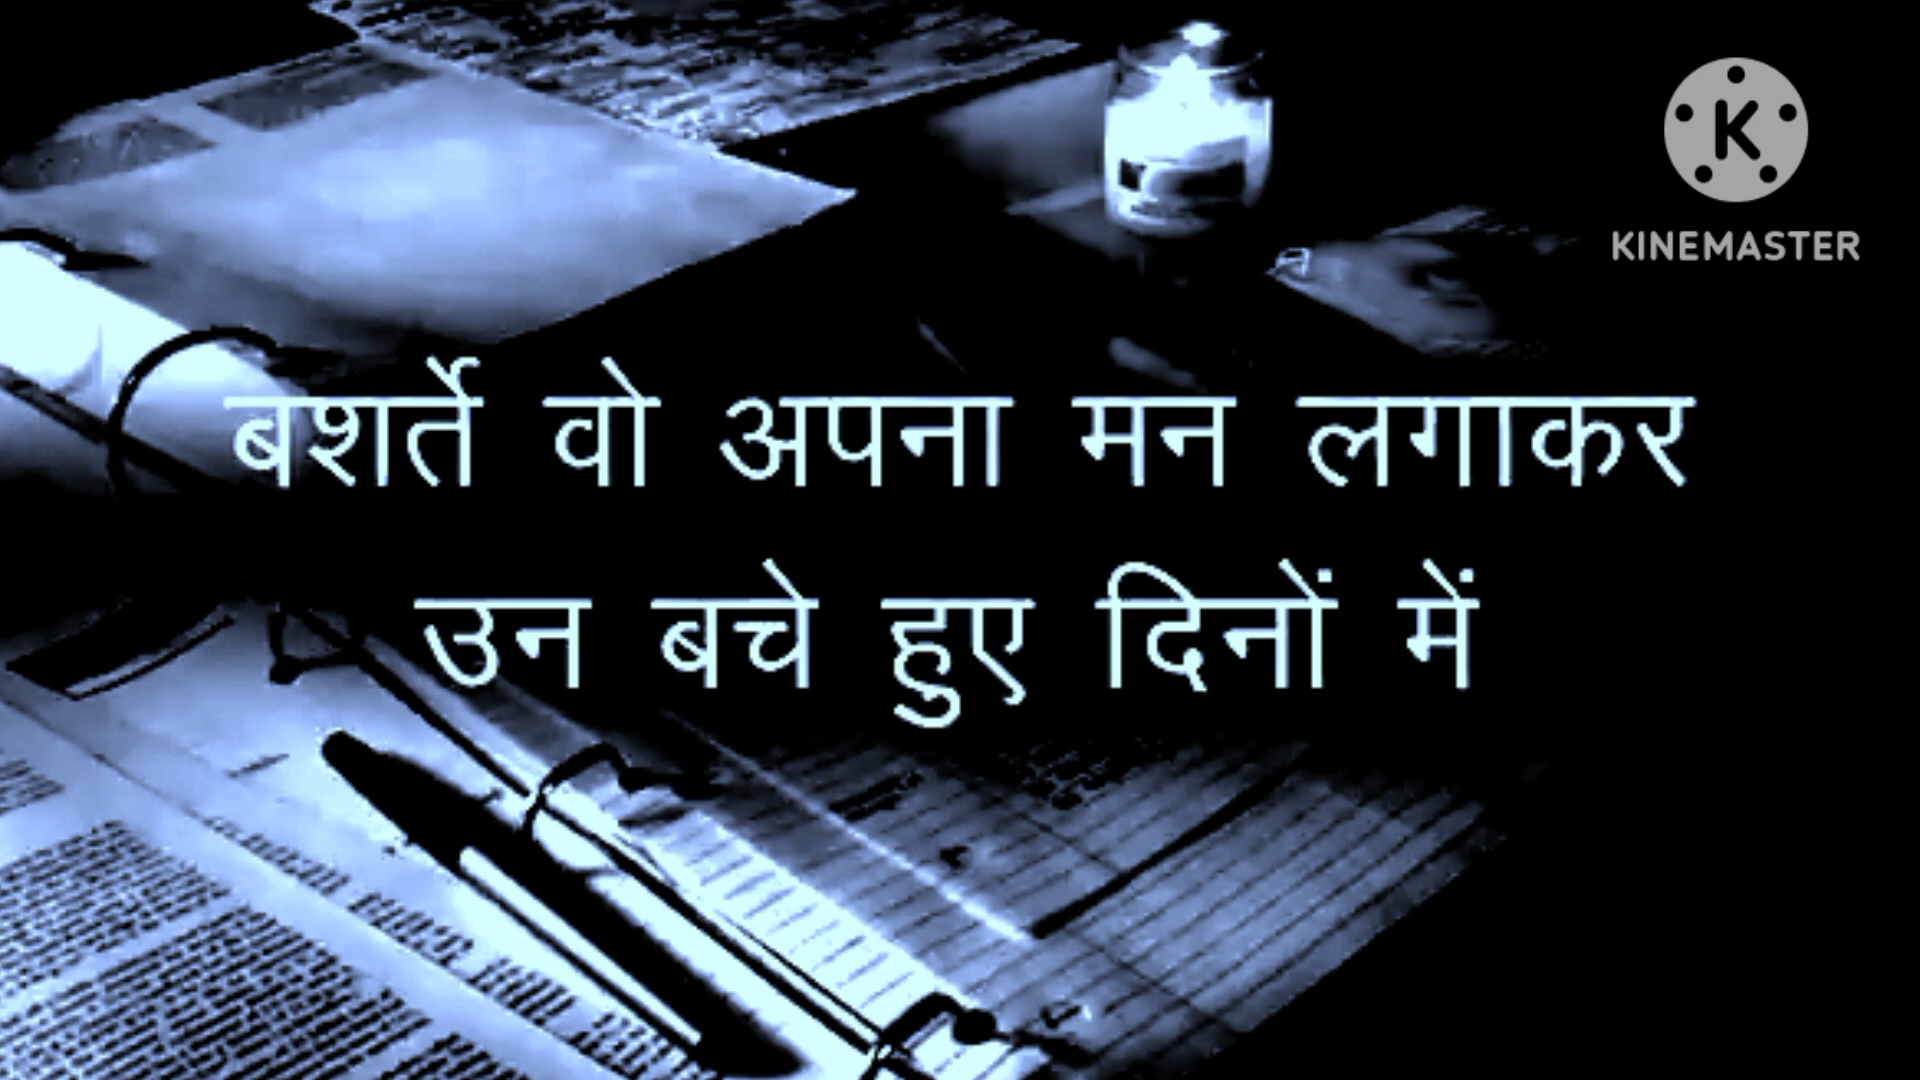 KINEMASTER
बशर्ते वो अपना मन लगाकर
उन बचे हुए दिनों में